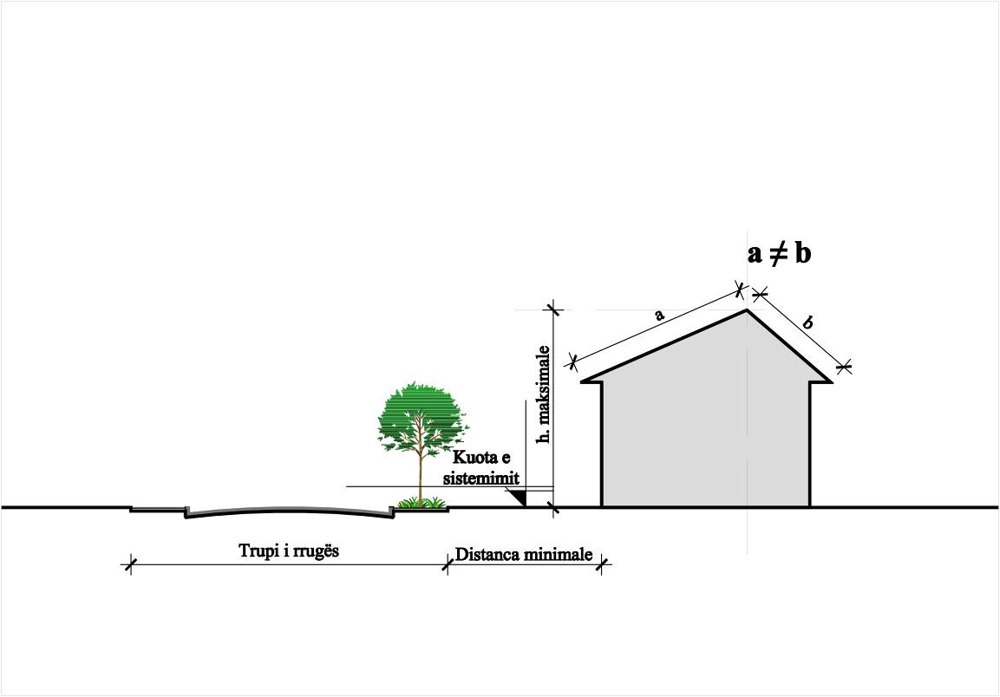 a ≠ b
a
b
h. maksimale
Kuota e
sistemimit
Trupi i rrugës
Distanca minimale